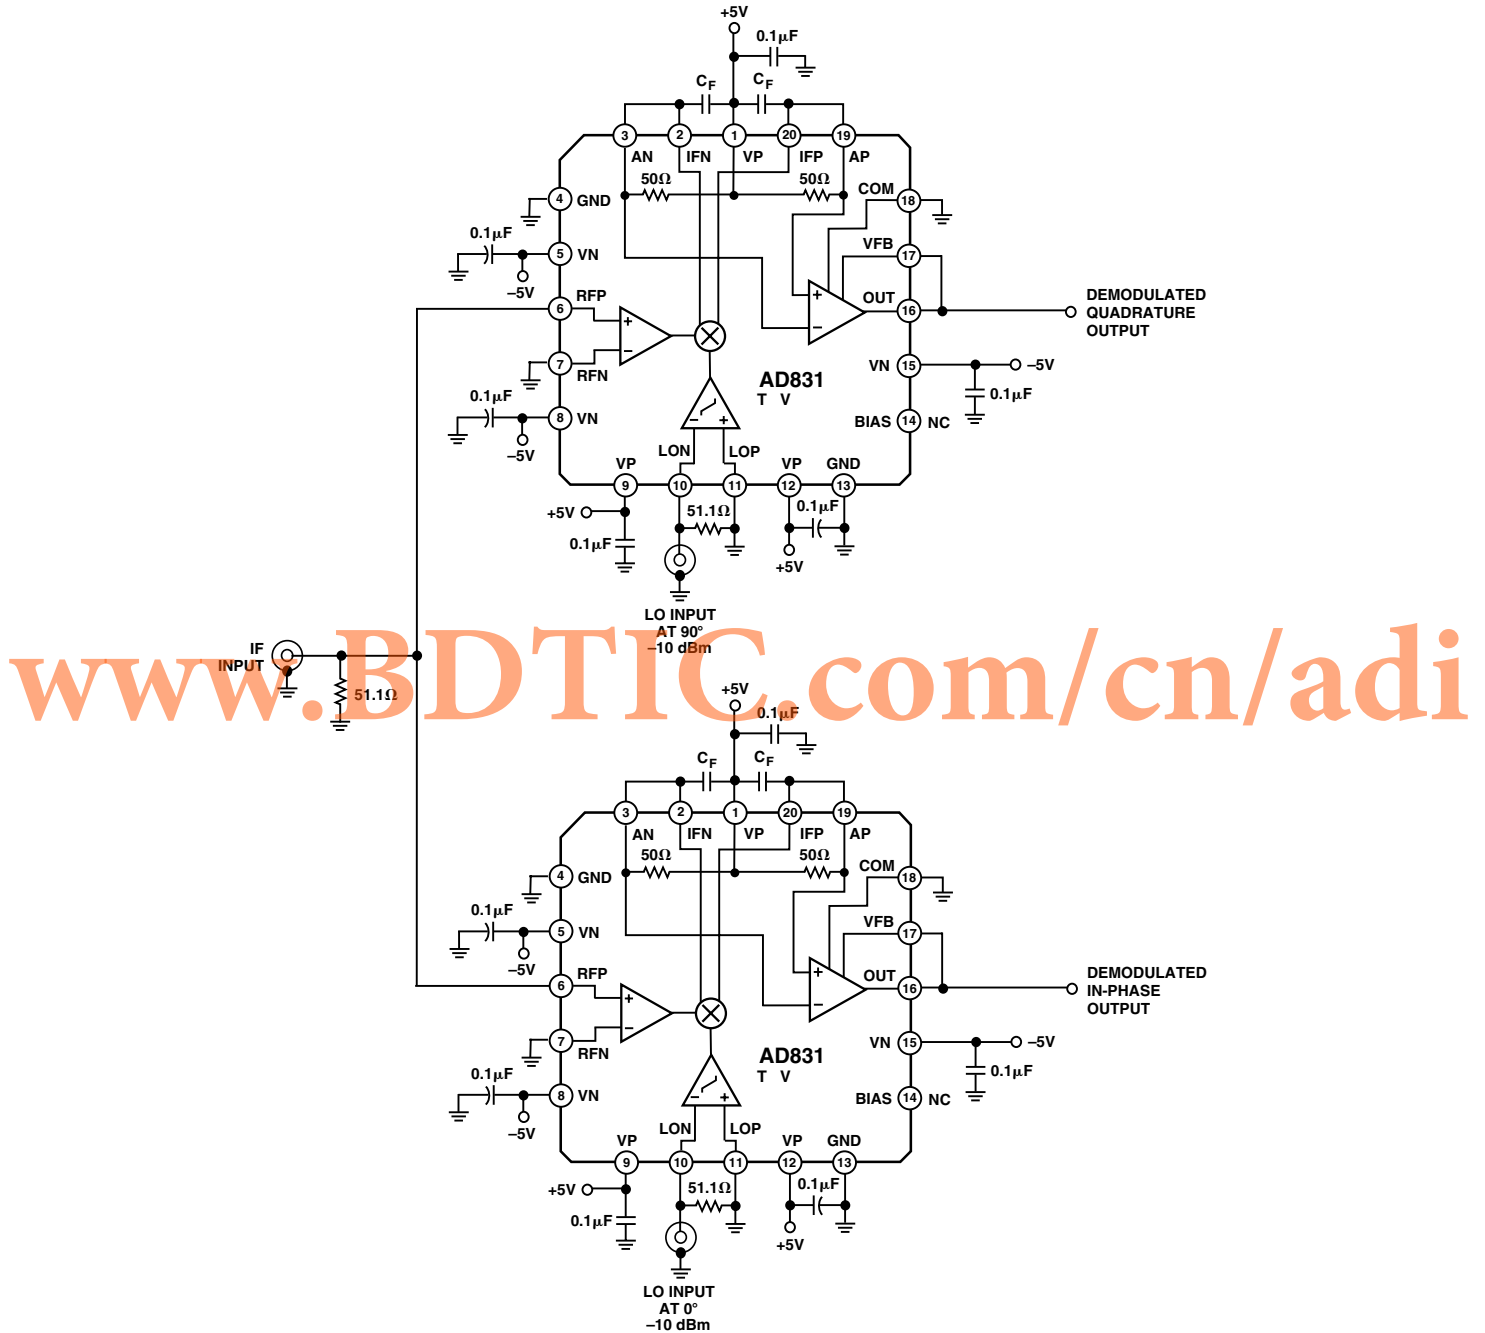 +5V
0.1µF
CF CF
3 2 1 20 19
AN IFN VP IFP AP
50Ω 50Ω
COM 18
4 GND
0.1µF
VFB 17
5 VN
–5V
RFP
6
OUT 16
DEMODULATED
QUADRATURE
OUTPUT
+ –
+ –
7
RFN
VN 15 –5V
AD831
T V
0.1µF
0.1µF
8 VN
–5V
BIAS 14 NC
– +
LON LOP
VP VP GND
9 10 11 12 13
+5V
51.1Ω 0.1µF
0.1µF
+5V
LO INPUT
AT 90°
–10 dBm
IF
INPUT
51.1Ω
www.BDTIC.com/cn/adi
+5V
0.1µF
CF CF
3 2 1 20 19
AN IFN VP IFP AP
50Ω 50Ω
COM 18
4 GND
0.1µF
VFB 17
5 VN
–5V
RFP
6
OUT 16
DEMODULATED
IN-PHASE
OUTPUT
+ –
+ –
7
RFN
VN 15 –5V
AD831
T V
0.1µF
0.1µF
8 VN
–5V
BIAS 14 NC
– +
LON LOP
VP VP GND
9 10 11 12 13
+5V
51.1Ω 0.1µF
0.1µF
+5V
LO INPUT
AT 0°
–10 dBm